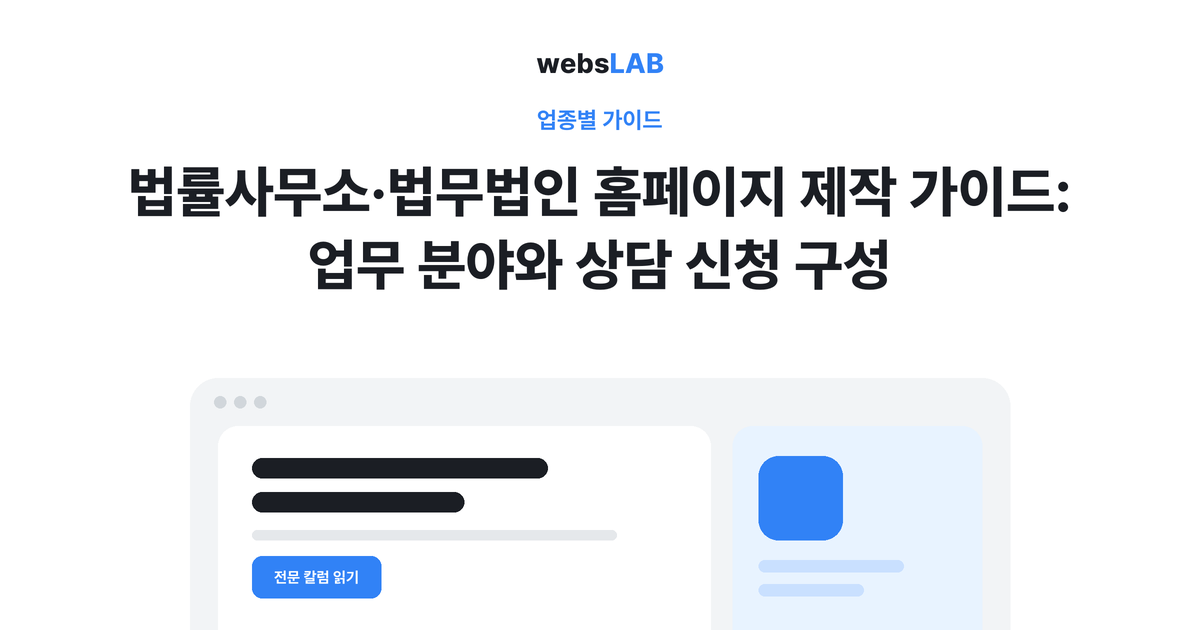 websLAB
업종별 가이드
법률사무소·법무법인 홈페이지 제작 가이드:
업무 분야와 상담 신청 구성
전문 칼럼 읽기